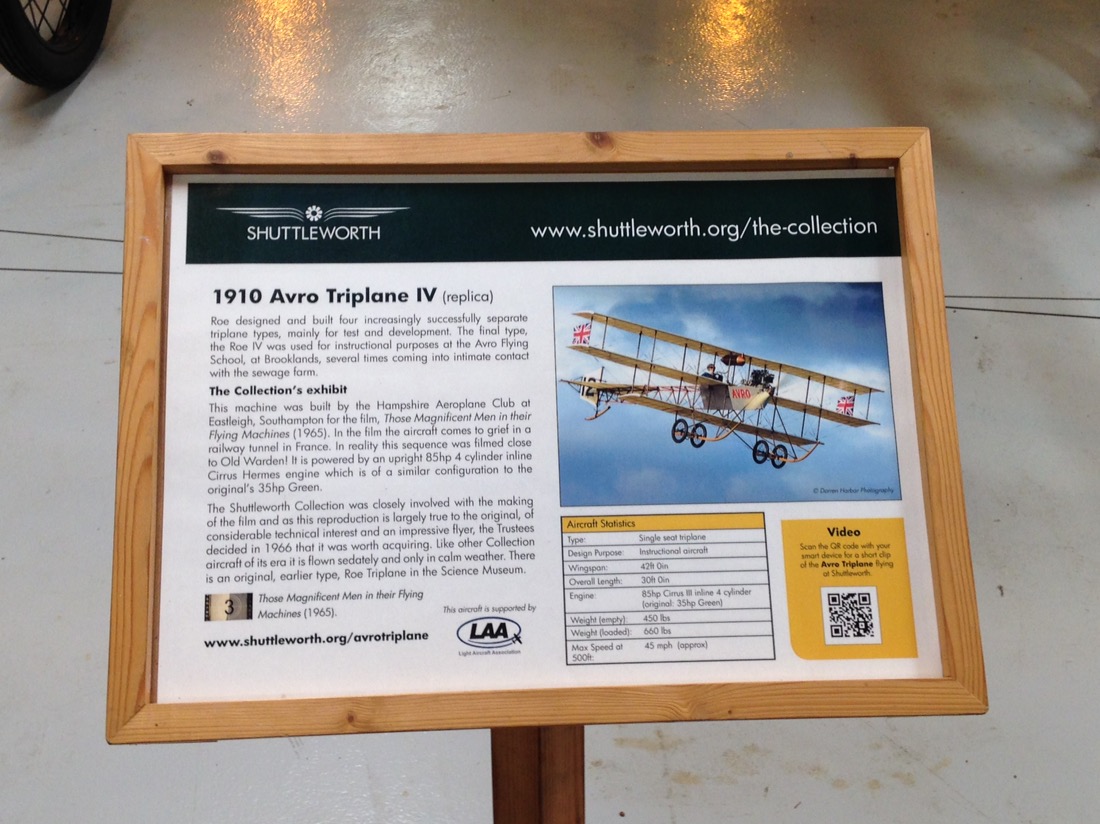 SHUTTLEWORTH
www.shuttleworth.org/the-collection
1910 Avro Triplane IV (replica)
Roe designed and built four increasingly successfully separate
triplane types, mainly for test and development. The final type,
the Roe IV was used for instructional purposes at the Avro Flying
School, at Brooklands, several times coming into intimate contact
with the sewage farm.
The Collection's exhibit
This machine was built by the Hampshire Aeroplane Club at
Eastleigh, Southampton for the film, Those Magnificent Men in their
Flying Machines (1965). In the film the aircraft comes to grief in a
railway tunnel in France. In reality this sequence was filmed close
to Old Warden! It is powered by an upright 85hp 4 cylinder inline
Cirrus Hermes engine which is of a similar configuration to the
original's 35hp Green.
The Shuttleworth Collection was closely involved with the making
of the film and as this reproduction is largely true to the original, of
considerable technical interest and an impressive flyer, the Trustees
decided in 1966 that it was worth acquiring. Like other Collection
aircraft of its era it is flown sedately and only in calm weather. There
is an original, earlier type, Roe Triplane in the Science Museum.
3
Those Magnificent Men in their Flying
Machines (1965).
www.shuttleworth.org/avrotriplane
This aircraft is supported by
LAA
Light Aircraft Association
12
AVRO
© Darren Harbar Photography
Aircraft Statistics
Type: Single seat triplane
Design Purpose: Instructional aircraft
Wingspan: 42ft 0in
Overall Length: 30ft 0in
Engine: 85hp Cirrus III inline 4 cylinder
(original: 35hp Green)
Weight (empty): 450 lbs
Weight (loaded): 660 lbs
Max Speed at 45 mph (approx)
500ft:
Video
Scan the QR code with your
smart device for a short clip
of the Avro Triplane flying
at Shuttleworth.